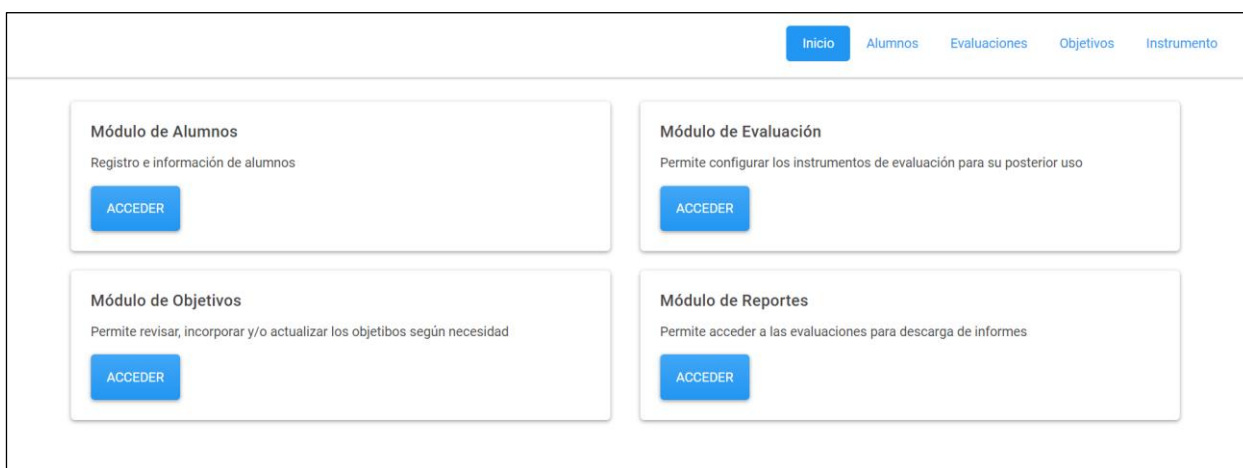 Inicio Alumnos Evaluaciones Objetivos Instrumento
Módulo de Alumnos
Registro e información de alumnos
ACCEDER
Módulo de Evaluación
Permite configurar los instrumentos de evaluación para su posterior uso
ACCEDER
Módulo de Objetivos
Permite revisar, incorporar y/o actualizar los objetibos según necesidad
ACCEDER
Módulo de Reportes
Permite acceder a las evaluaciones para descarga de informes
ACCEDER